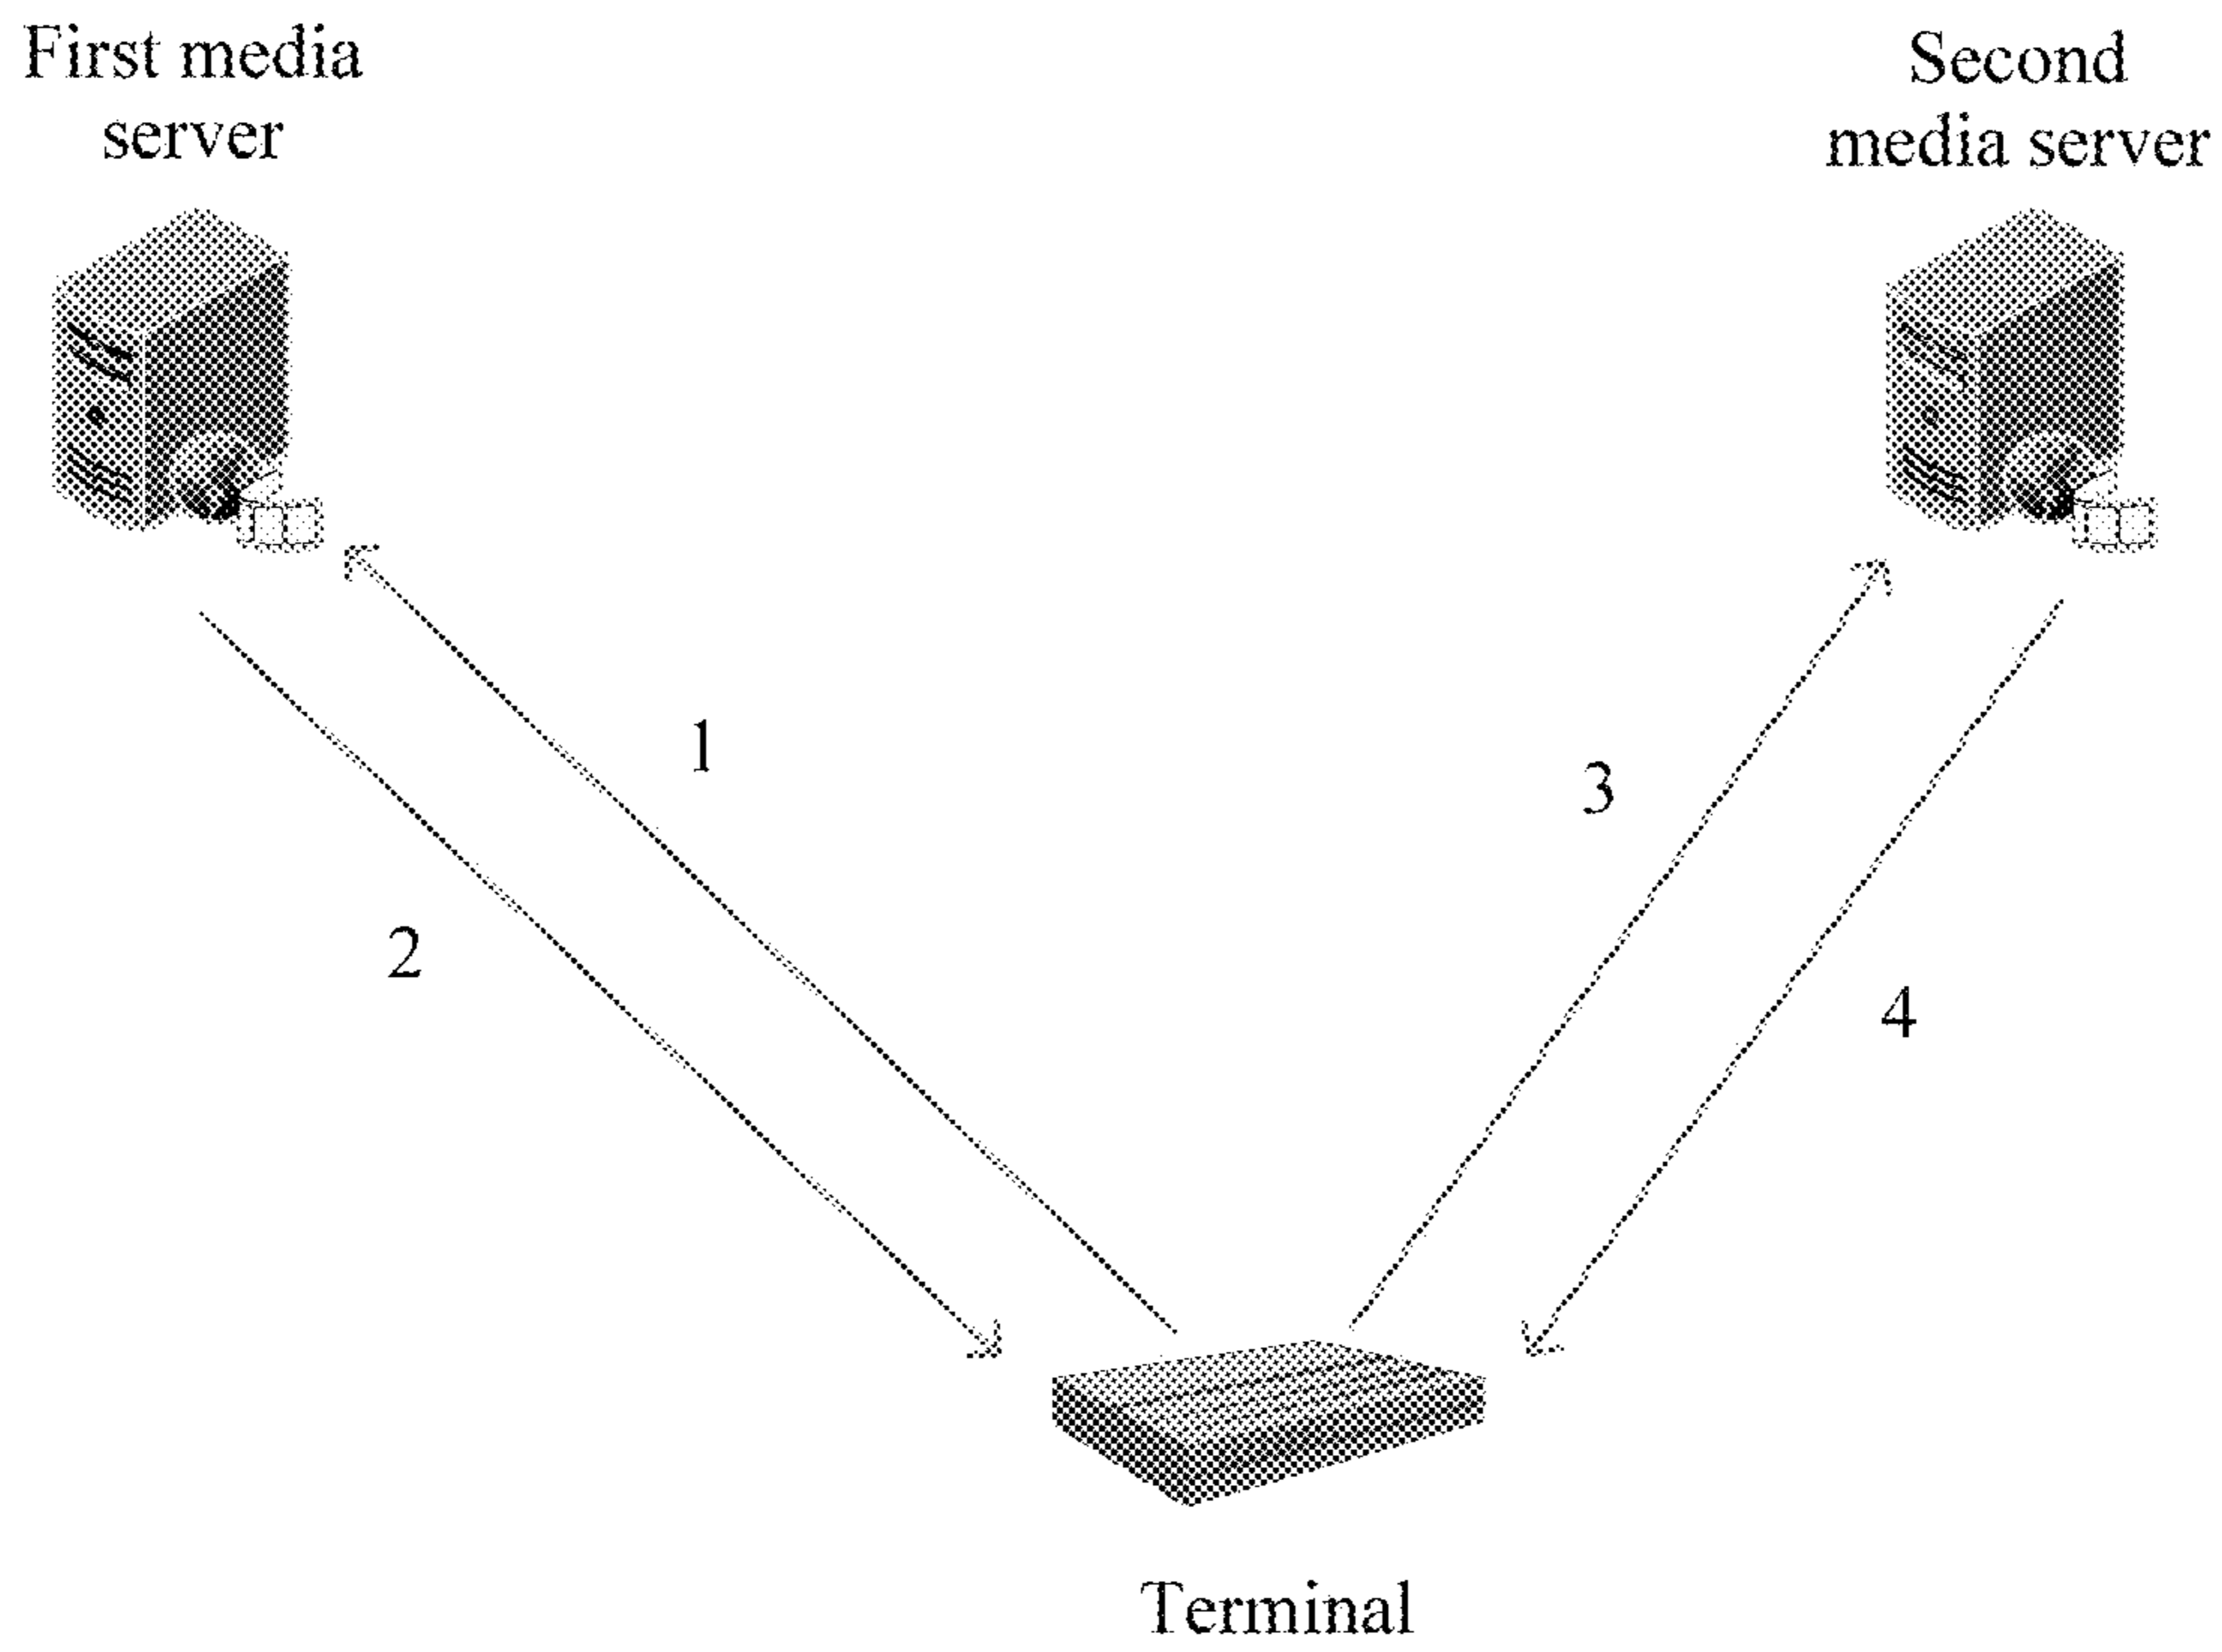 First media
server
Second
media server
1
3
2
4
Terminal